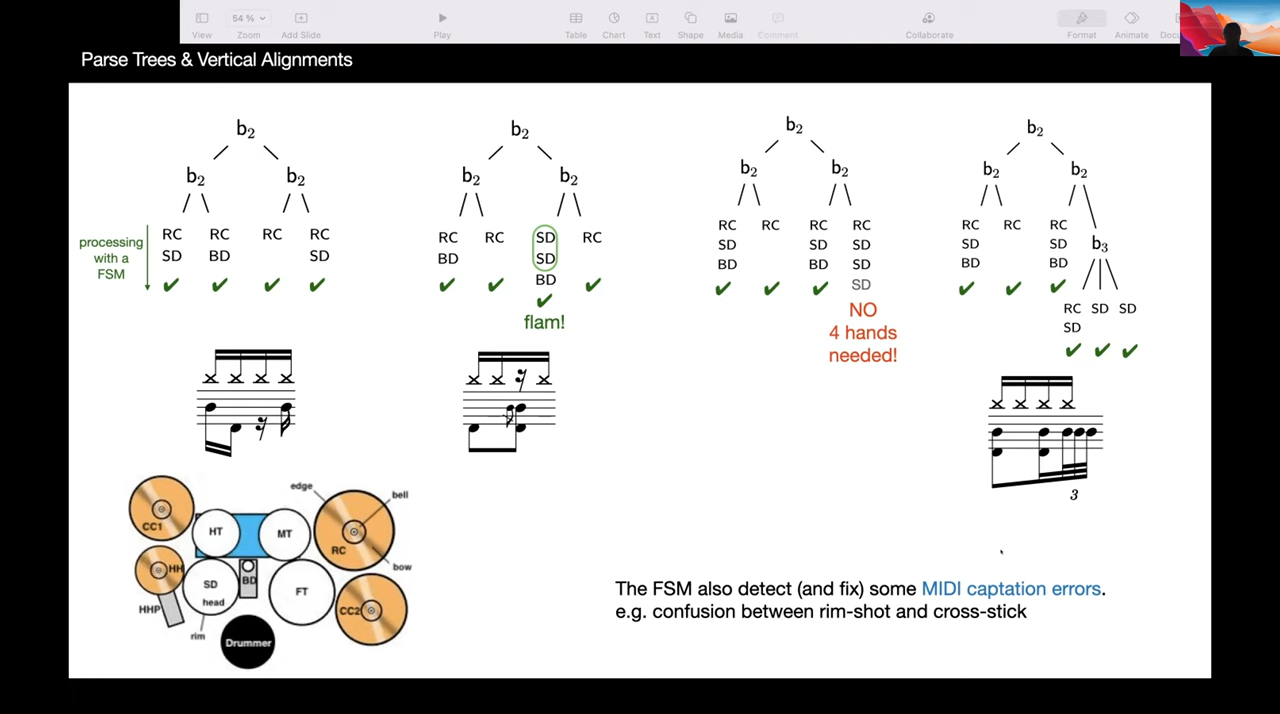 54 %
View
Zoom
Add Slide
Play
Table
Chart
Text
Shape
Media
Comment
Collaborate
Format
Animate
Parse Trees & Vertical Alignments
b2
b2 b2
processing
with a
FSM
RC RC RC RC
SD BD SD
✔ ✔ ✔ ✔
b2
b2 b2
RC RC SD RC
BD SD
BD
✔ ✔ ✔ ✔
flam!
b2
b2 b2
RC RC RC RC
SD SD SD
BD BD SD
SD
✔ ✔ ✔
NO
4 hands
needed!
b2
b2 b2
RC RC RC b3
SD SD
BD BD
✔ ✔ ✔
RC SD SD
SD
✔ ✔ ✔
3
edge
bell
CC1
HT
MT
RC
bow
HH
SD
head
BD
FT
CC2
HHP
rim
Drummer
The FSM also detect (and fix) some MIDI captation errors.
e.g. confusion between rim-shot and cross-stick